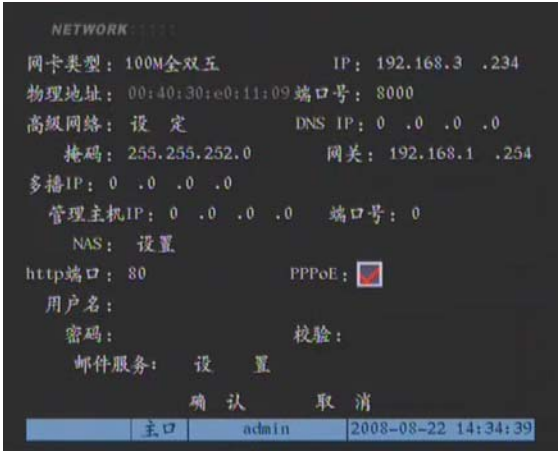 NETWORK
网卡类型： 100M全双工 IP： 192.168.3 .234
物理地址： 00:40:30:e0:11:09 端口号： 8000
高级网络： 设 定 DNS IP： 0 .0 .0 .0
掩码： 255.255.252.0 网关： 192.168.1 .254
多播IP： 0 .0 .0 .0
管理主机IP： 0 .0 .0 .0 端口号： 0
NAS： 设置
http端口： 80 PPPoE：
用户名：
密码： 校验：
邮件服务： 设 置
确 认 取 消
主口 admin 2008-08-22 14:34:39